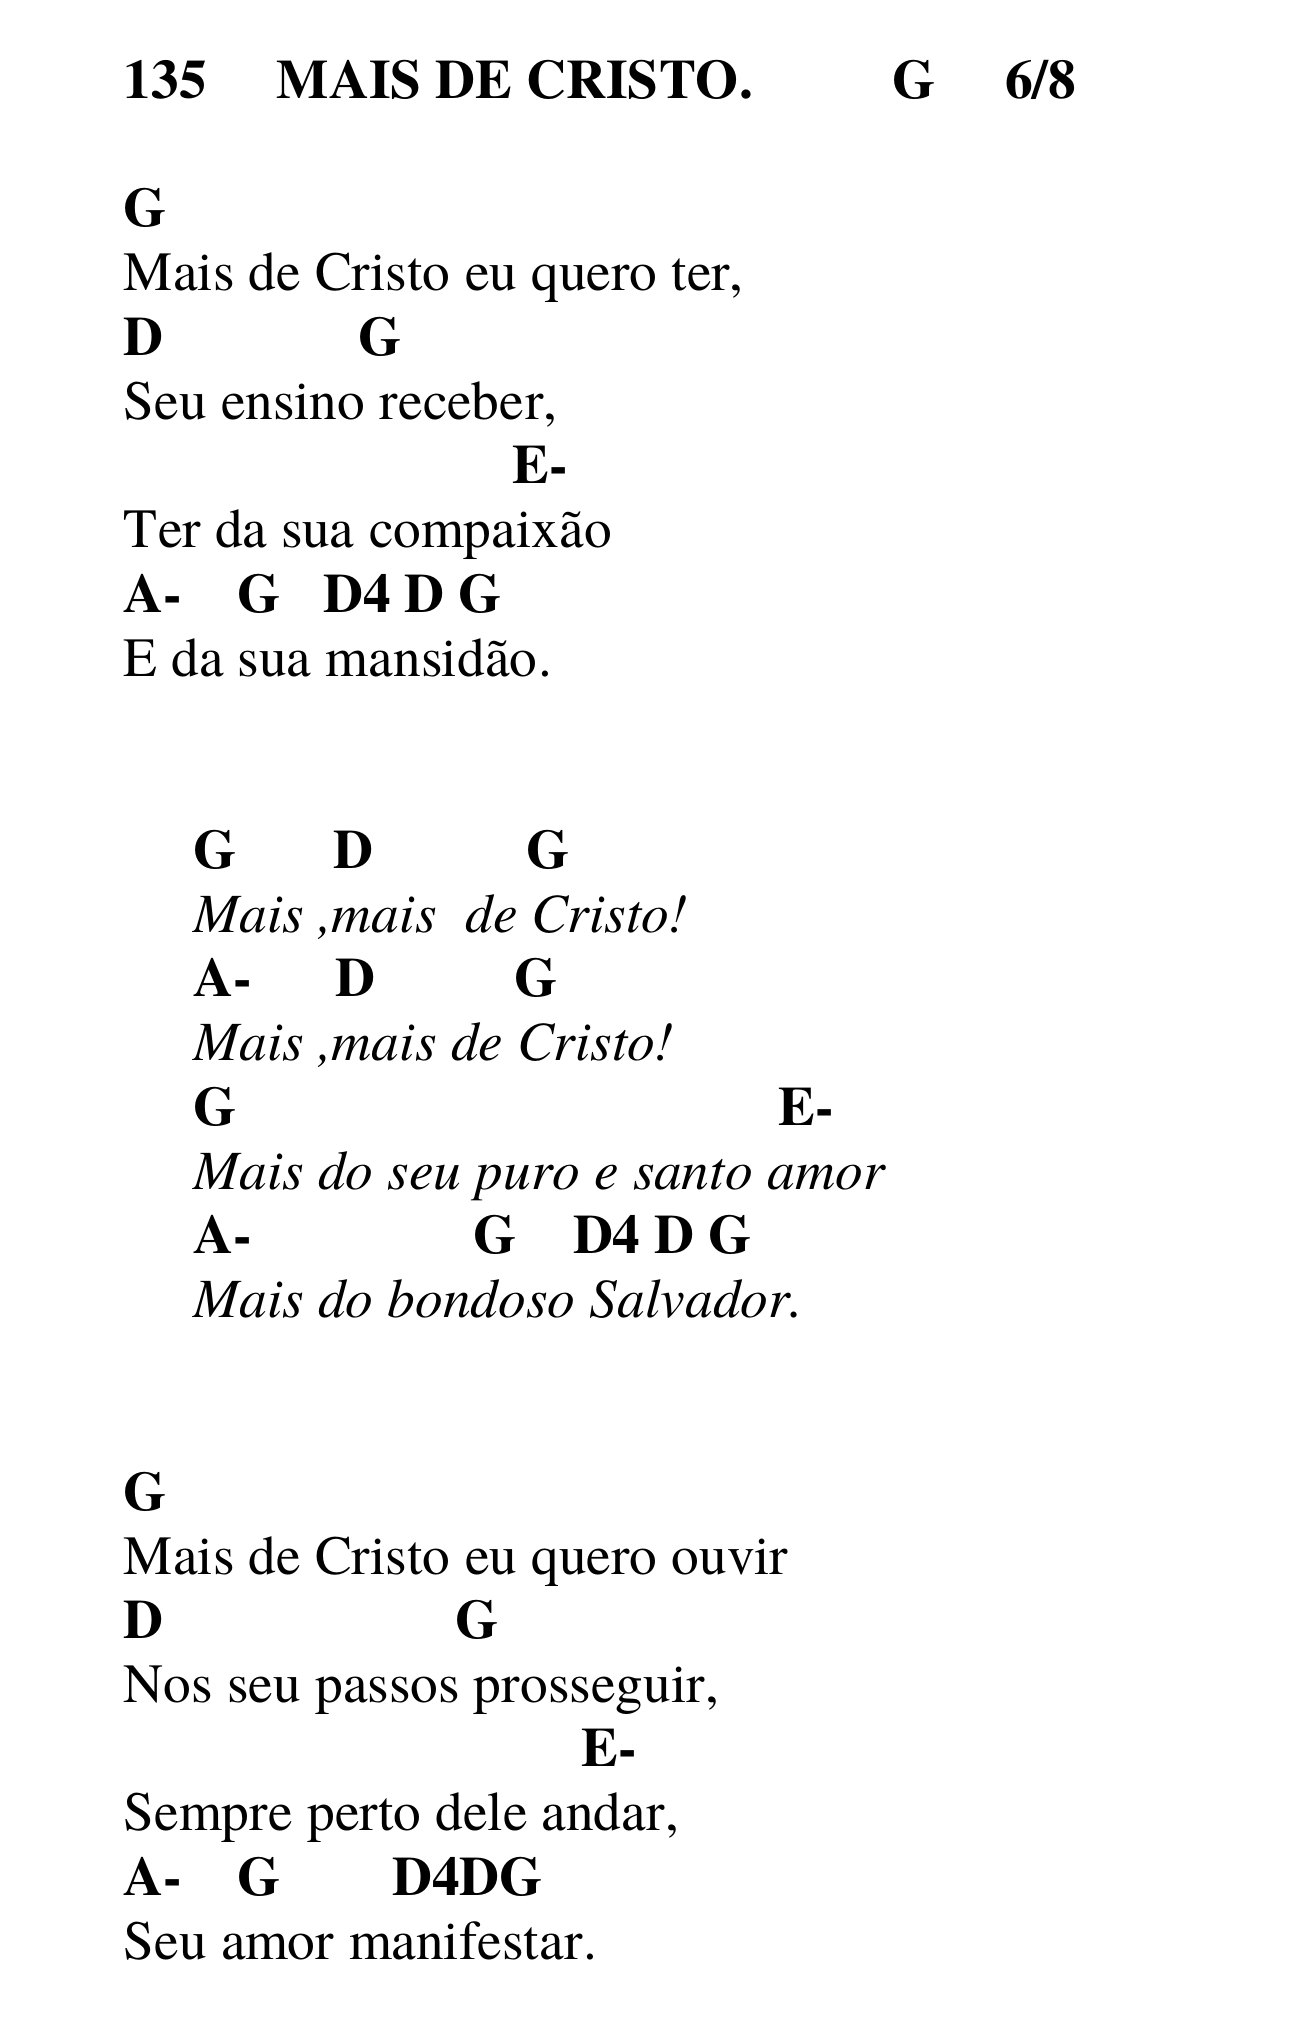 135 MAIS DE CRISTO. G 6/8
G
Mais de Cristo eu quero ter,
D G
Seu ensino receber,
E-
Ter da sua compaixão
A- G D4 D G
E da sua mansidão.
G D G
Mais ,mais de Cristo!
A- D G
Mais ,mais de Cristo!
G E-
Mais do seu puro e santo amor
A- G D4 D G
Mais do bondoso Salvador.
G
Mais de Cristo eu quero ouvir
D G
Nos seu passos prosseguir,
E-
Sempre perto dele andar,
A- G D4DG
Seu amor manifestar.